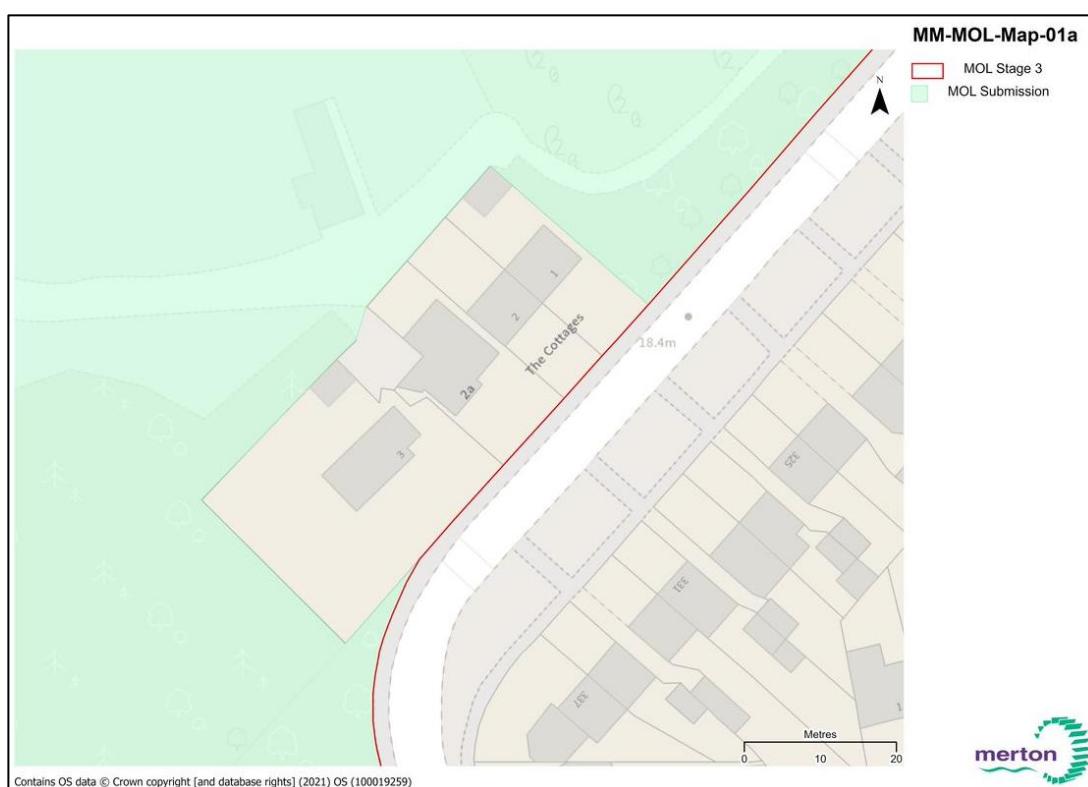 MM-MOL-Map-01a
MOL Stage 3
MOL Submission
N
1
2
The Cottages
2a
3
18.4m
325
331
337
1
Metres
0 10 20
merton
Contains OS data © Crown copyright [and database rights] (2021) OS (100019259)